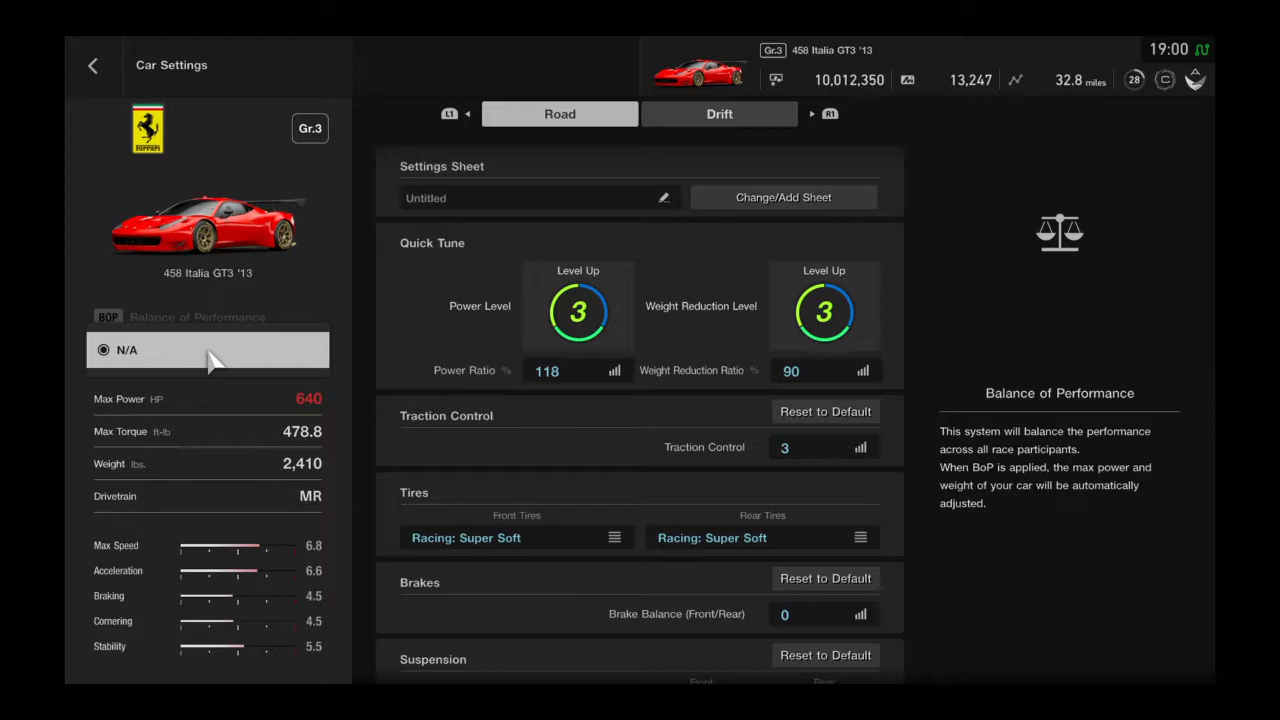 Car Settings
Gr.3 458 Italia GT3 '13
19:00
10,012,350
13,247
32.8 miles
28
C
L1 Road Drift R1
Ferrari
Gr.3
458 Italia GT3 '13
BOP Balance of Performance
N/A
Max Power HP 640
Max Torque ft-lb 478.8
Weight lbs. 2,410
Drivetrain MR
Max Speed 6.8
Acceleration 6.6
Braking 4.5
Cornering 4.5
Stability 5.5
Settings Sheet
Untitled Change/Add Sheet
Quick Tune
Level Up Level Up
Power Level 3 Weight Reduction Level 3
Power Ratio % 118 Weight Reduction Ratio % 90
Traction Control Reset to Default
Traction Control 3
Tires
Front Tires Rear Tires
Racing: Super Soft Racing: Super Soft
Brakes Reset to Default
Brake Balance (Front/Rear) 0
Suspension Reset to Default
Front Rear
Balance of Performance
This system will balance the performance
across all race participants.
When BoP is applied, the max power and
weight of your car will be automatically
adjusted.